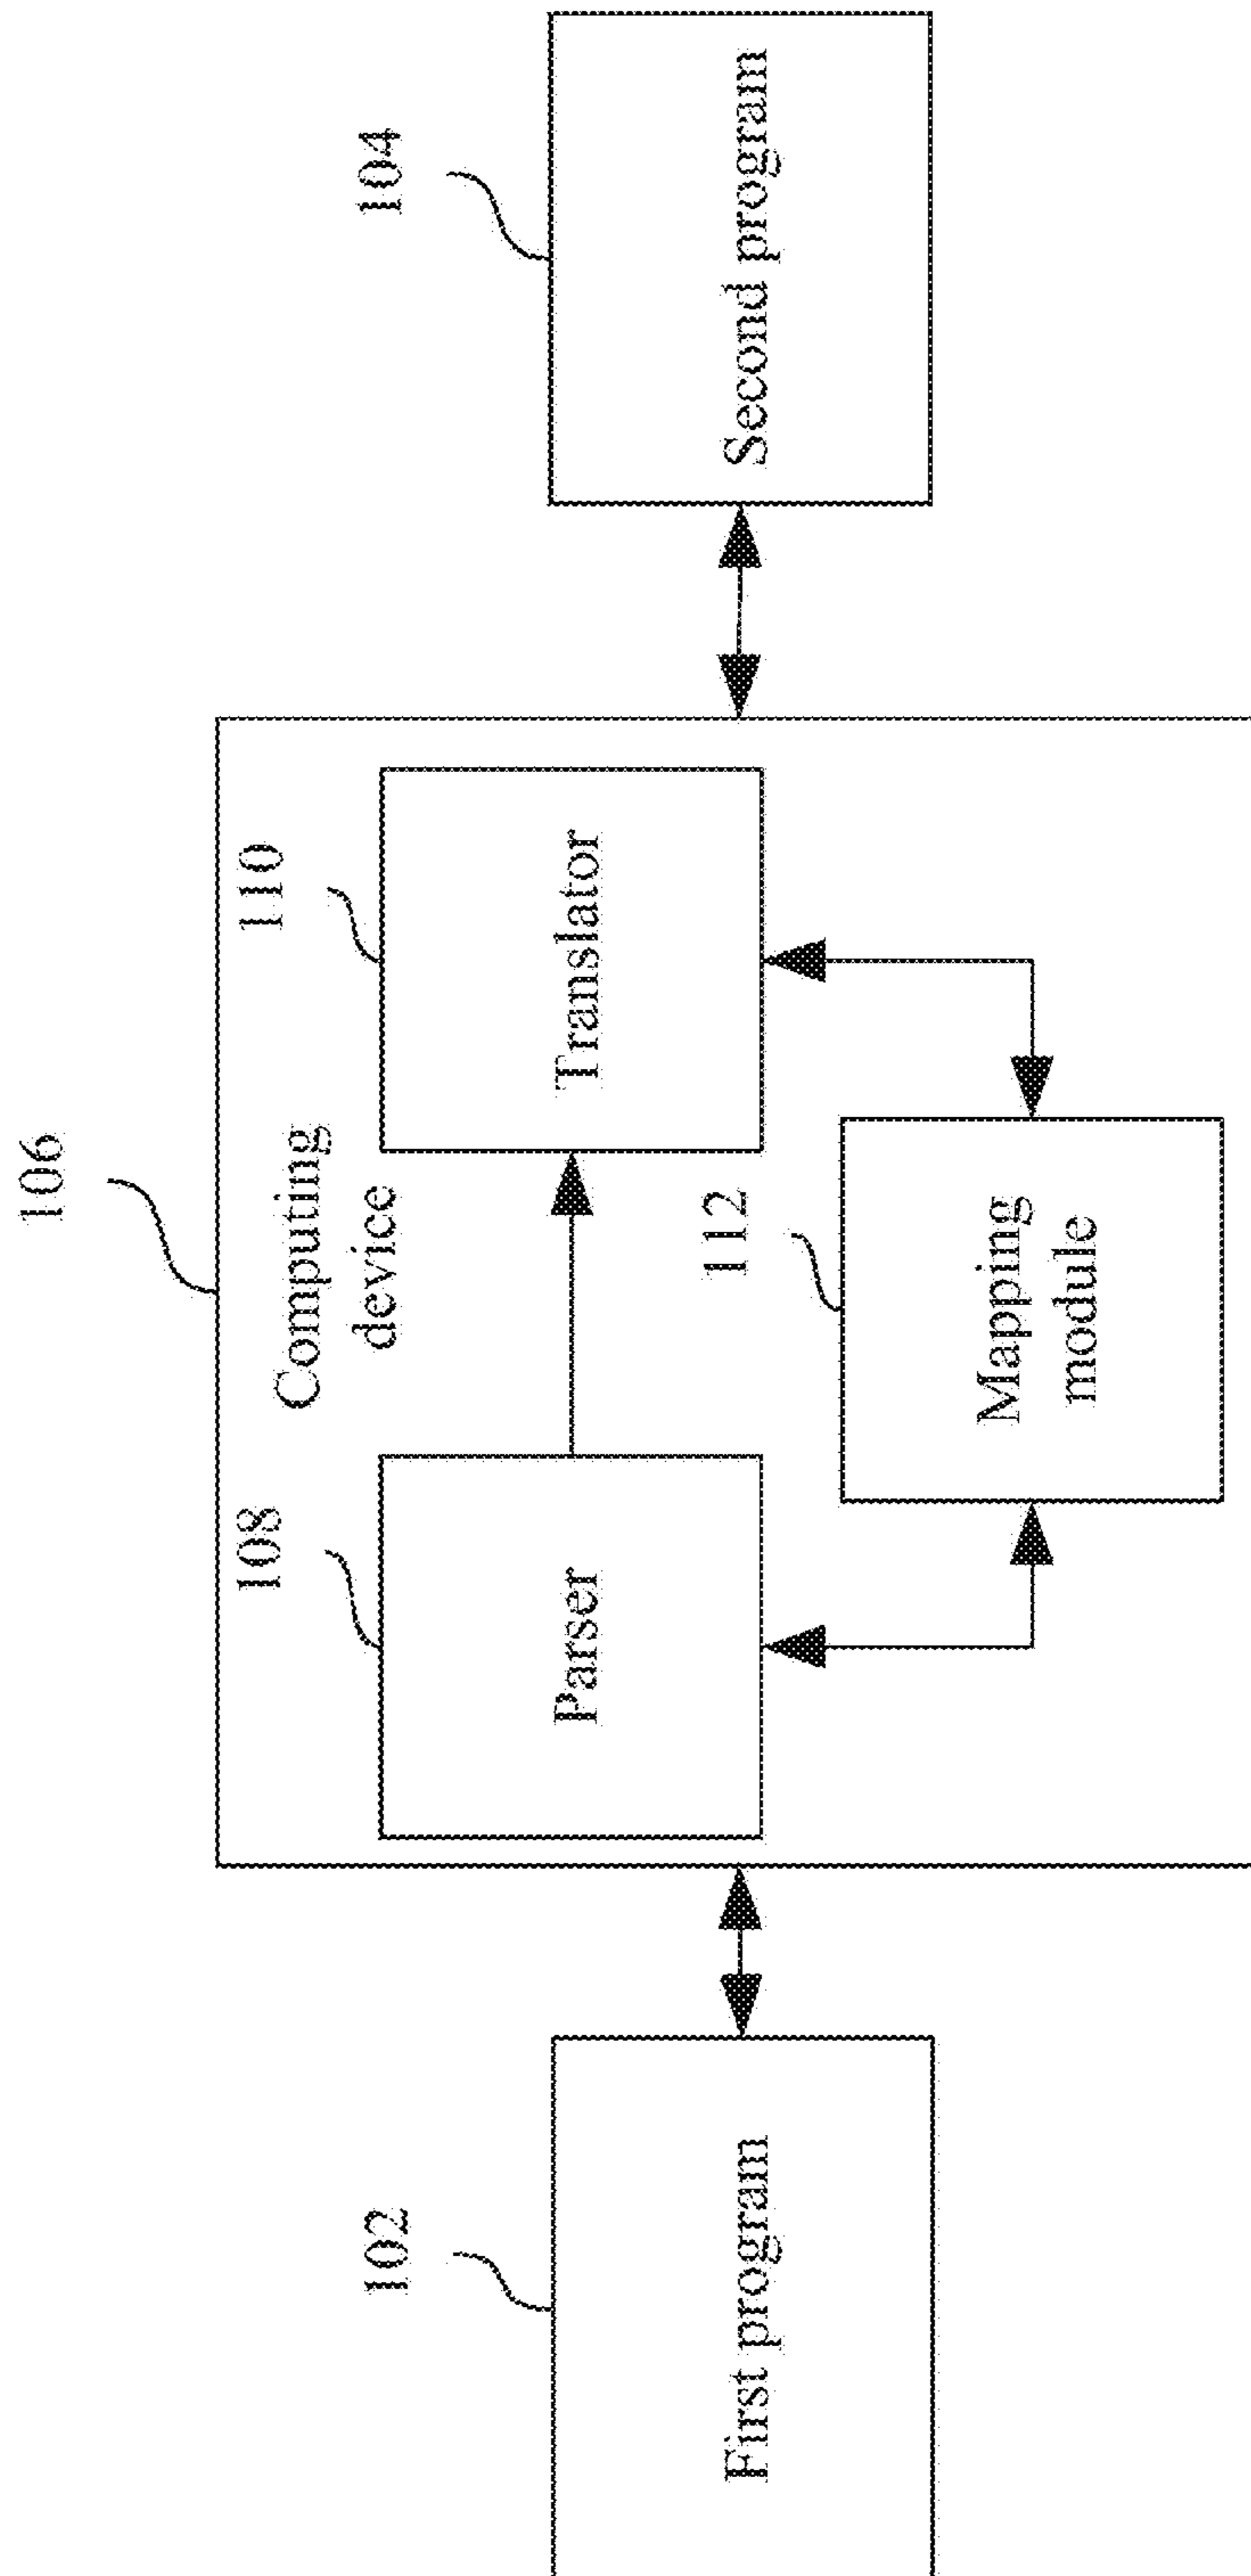 106
Computing
device
102
First program
108
Parser
110
Translator
112
Mapping
module
104
Second program